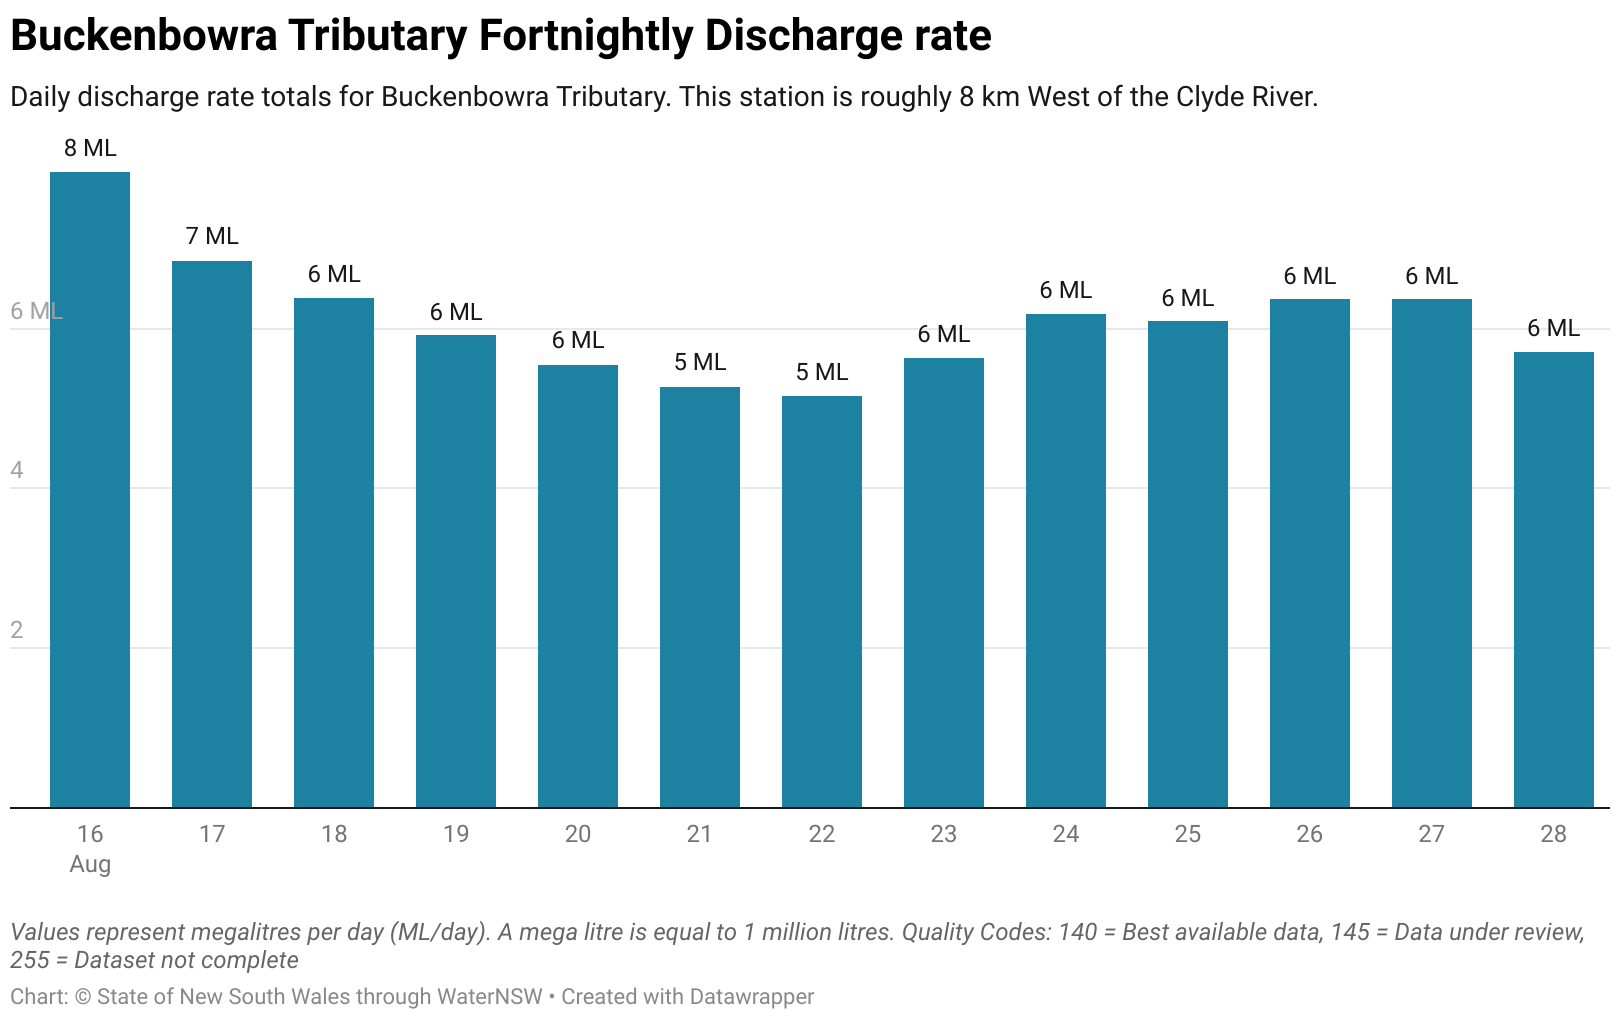 Buckenbowra Tributary Fortnightly Discharge rate
Daily discharge rate totals for Buckenbowra Tributary. This station is roughly 8 km West of the Clyde River.
8 ML
7 ML
6 ML
6 ML
6 ML
5 ML
5 ML
6 ML
6 ML
6 ML
6 ML
6 ML
6 ML
6 ML
4
2
16 17 18 19 20 21 22 23 24 25 26 27 28
Aug
Values represent megalitres per day (ML/day). A mega litre is equal to 1 million litres. Quality Codes: 140 = Best available data, 145 = Data under review,
255 = Dataset not complete
Chart: © State of New South Wales through WaterNSW • Created with Datawrapper